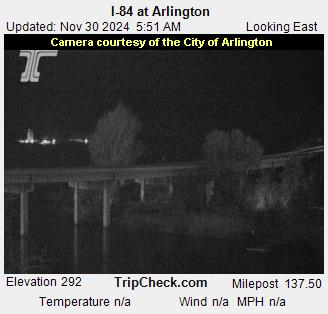 I-84 at Arlington
Updated: Nov 30 2024 5:51 AM Looking East
Camera courtesy of the City of Arlington
Elevation 292 TripCheck.com Milepost 137.50
Temperature n/a Wind n/a MPH n/a